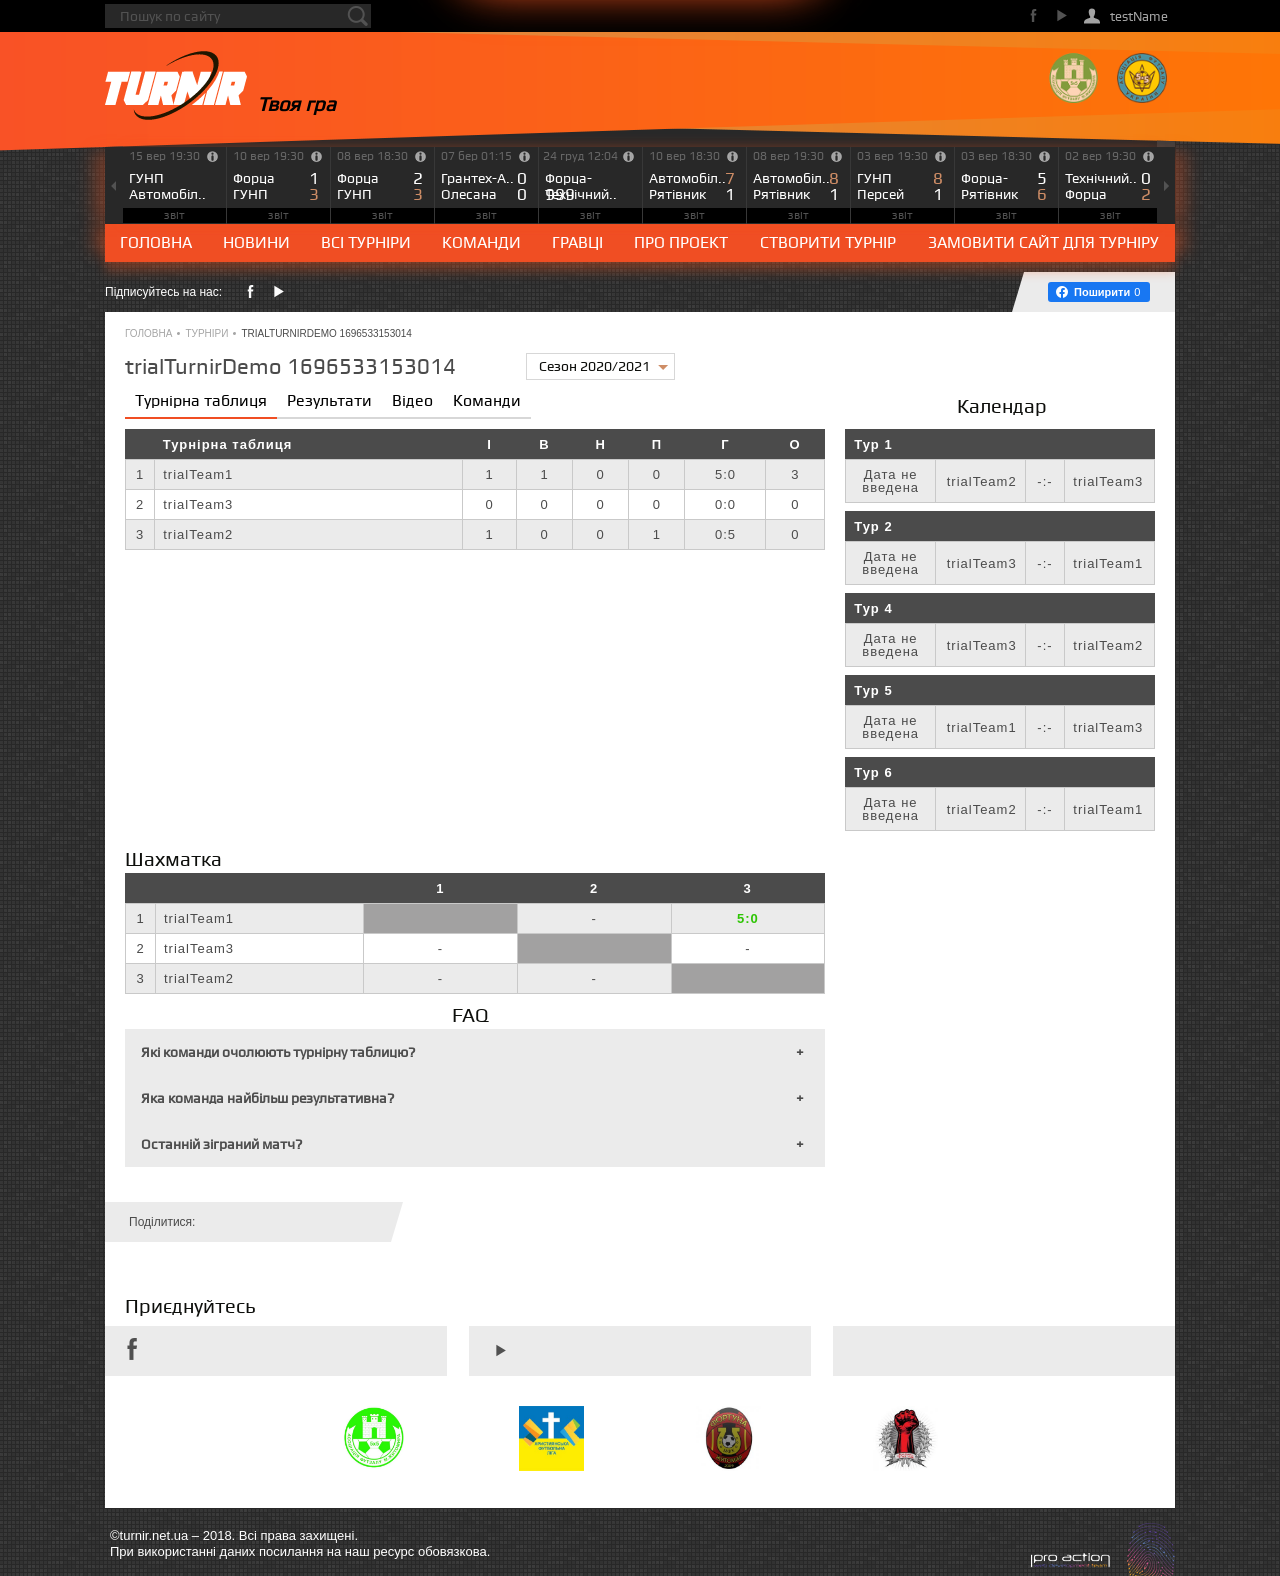 Пошук по сайту
testName
TURNIR
Твоя гра
15 вер 19:30
ГУНП
Автомобіл..
звіт
10 вер 19:30
Форца 1
ГУНП 3
звіт
08 вер 18:30
Форца 2
ГУНП 3
звіт
07 бер 01:15
Грантех-А.. 0
Олесана 0
звіт
24 груд 12:04
Форца-
Технічний..
звіт
10 вер 18:30
Автомобіл.. 7
Рятівник 1
звіт
08 вер 19:30
Автомобіл.. 8
Рятівник 1
звіт
03 вер 19:30
ГУНП 8
Персей 1
звіт
03 вер 18:30
Форца- 5
Рятівник 6
звіт
02 вер 19:30
Технічний.. 0
Форца 2
звіт
ГОЛОВНА НОВИНИ ВСІ ТУРНІРИ КОМАНДИ ГРАВЦІ ПРО ПРОЕКТ СТВОРИТИ ТУРНІР ЗАМОВИТИ САЙТ ДЛЯ ТУРНІРУ
Підписуйтесь на нас:
Поширити 0
ГОЛОВНА • ТУРНІРИ • TRIALTURNIRDEMO 1696533153014
trialTurnirDemo 1696533153014
Сезон 2020/2021
Турнірна таблиця Результати Відео Команди
Турнірна таблиця І В Н П Г О
1 trialTeam1 1 1 0 0 5:0 3
2 trialTeam3 0 0 0 0 0:0 0
3 trialTeam2 1 0 0 1 0:5 0
Календар
Тур 1
Дата не введена trialTeam2 -:- trialTeam3
Тур 2
Дата не введена trialTeam3 -:- trialTeam1
Тур 4
Дата не введена trialTeam3 -:- trialTeam2
Тур 5
Дата не введена trialTeam1 -:- trialTeam3
Тур 6
Дата не введена trialTeam2 -:- trialTeam1
Шахматка
1 2 3
1 trialTeam1 - 5:0
2 trialTeam3 - -
3 trialTeam2 - -
FAQ
Які команди очолюють турнірну таблицю? +
Яка команда найбільш результативна? +
Останній зіграний матч? +
Поділитися:
Приєднуйтесь
©turnir.net.ua – 2018. Всі права захищені.
При використанні даних посилання на наш ресурс обовязкова.
pro action